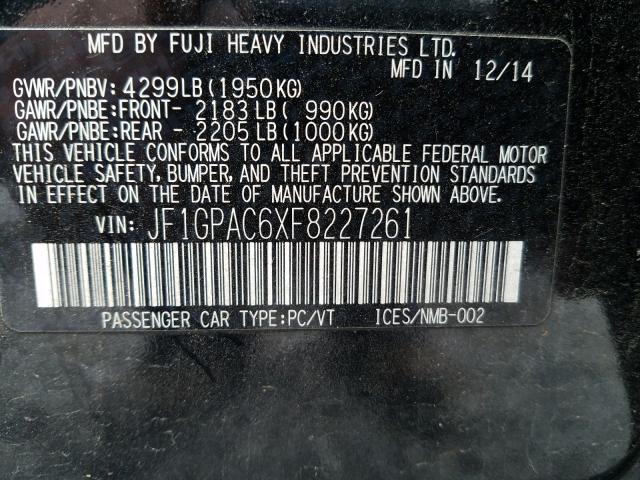 MFD BY FUJI HEAVY INDUSTRIES LTD.
MFD IN 12/14
GVWR/PNBV: 4299LB (1950KG)
GAWR/PNBE:FRONT- 2183 LB ( 990KG)
GAWR/PNBE:REAR - 2205 LB (1000KG)
THIS VEHICLE CONFORMS TO ALL APPLICABLE FEDERAL MOTOR
VEHICLE SAFETY, BUMPER, AND THEFT PREVENTION STANDARDS
IN EFFECT ON THE DATE OF MANUFACTURE SHOWN ABOVE.
VIN: JF1GPAC6XF8227261
PASSENGER CAR TYPE:PC/VT ICES/NMB-002